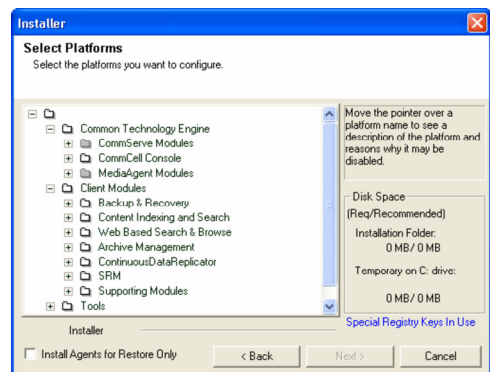 Installer
Select Platforms
Select the platforms you want to configure.
Common Technology Engine
CommServe Modules
CommCell Console
MediaAgent Modules
Client Modules
Backup & Recovery
Content Indexing and Search
Web Based Search & Browse
Archive Management
ContinuousDataReplicator
SRM
Supporting Modules
Tools
Move the pointer over a
platform name to see a
description of the platform and
reasons why it may be
disabled.
Disk Space
(Req/Recommended)
Installation Folder:
0 MB/ 0 MB
Temporary on C: drive:
0 MB/ 0 MB
Special Registry Keys In Use
Installer
Install Agents for Restore Only
< Back
Next >
Cancel